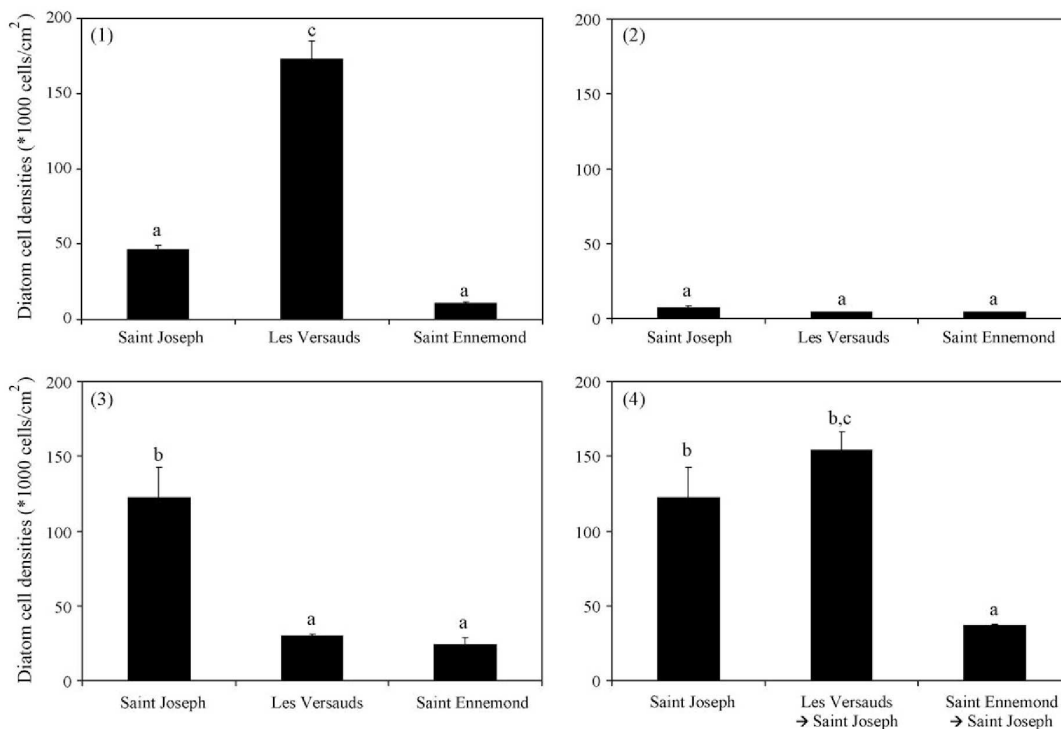 Diatom cell densities (*1000 cells/cm²)
200
150
100
50
0
(1)
a
c
a
Saint Joseph
Les Versauds
Saint Ennemond
200
150
100
50
0
(2)
a
a
a
Saint Joseph
Les Versauds
Saint Ennemond
Diatom cell densities (*1000 cells/cm²)
200
150
100
50
0
(3)
b
a
a
Saint Joseph
Les Versauds
Saint Ennemond
200
150
100
50
0
(4)
b
b,c
a
Saint Joseph
Les Versauds
→ Saint Joseph
Saint Ennemond
→ Saint Joseph